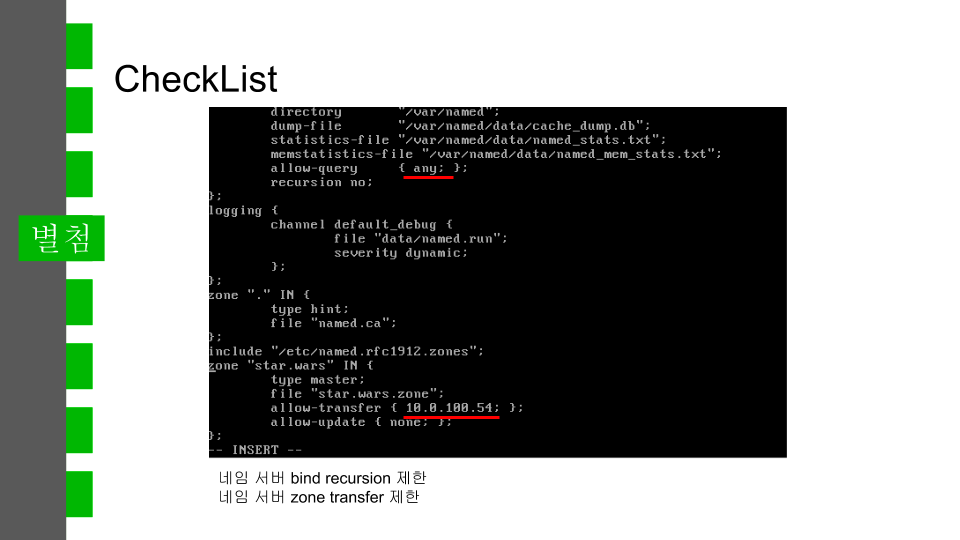 CheckList
directory "/var/named";
dump-file "/var/named/data/cache_dump.db";
statistics-file "/var/named/data/named_stats.txt";
memstatistics-file "/var/named/data/named_mem_stats.txt";
allow-query { any; };
recursion no;
};
logging {
channel default_debug {
file "data/named.run";
severity dynamic;
};
};
zone "." IN {
type hint;
file "named.ca";
};
include "/etc/named.rfc1912.zones";
zone "star.wars" IN {
type master;
file "star.wars.zone";
allow-transfer { 10.0.100.54; };
allow-update { none; };
};
-- INSERT --
별첨
네임 서버 bind recursion 제한
네임 서버 zone transfer 제한